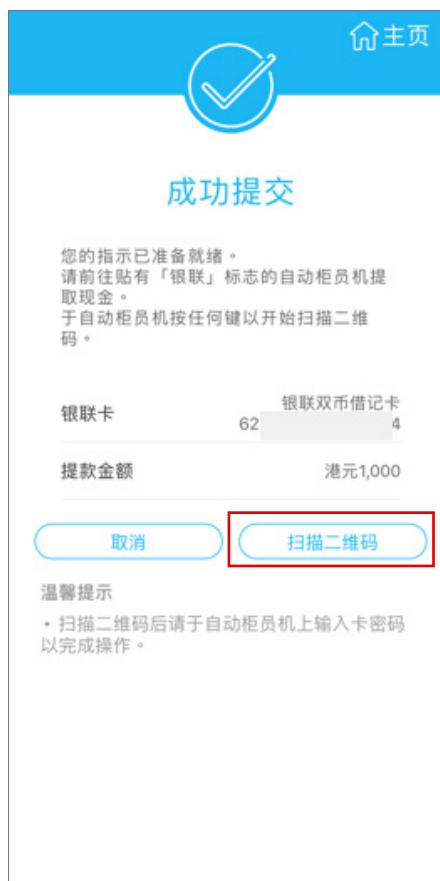 主页
成功提交
您的指示已准备就绪。
请前往贴有「银联」标志的自动柜员机提
取现金。
于自动柜员机按任何键以开始扫描二维
码。
银联卡
银联双币借记卡
62 4
提款金额
港元1,000
取消
扫描二维码
温馨提示
•扫描二维码后请于自动柜员机上输入卡密码
以完成操作。